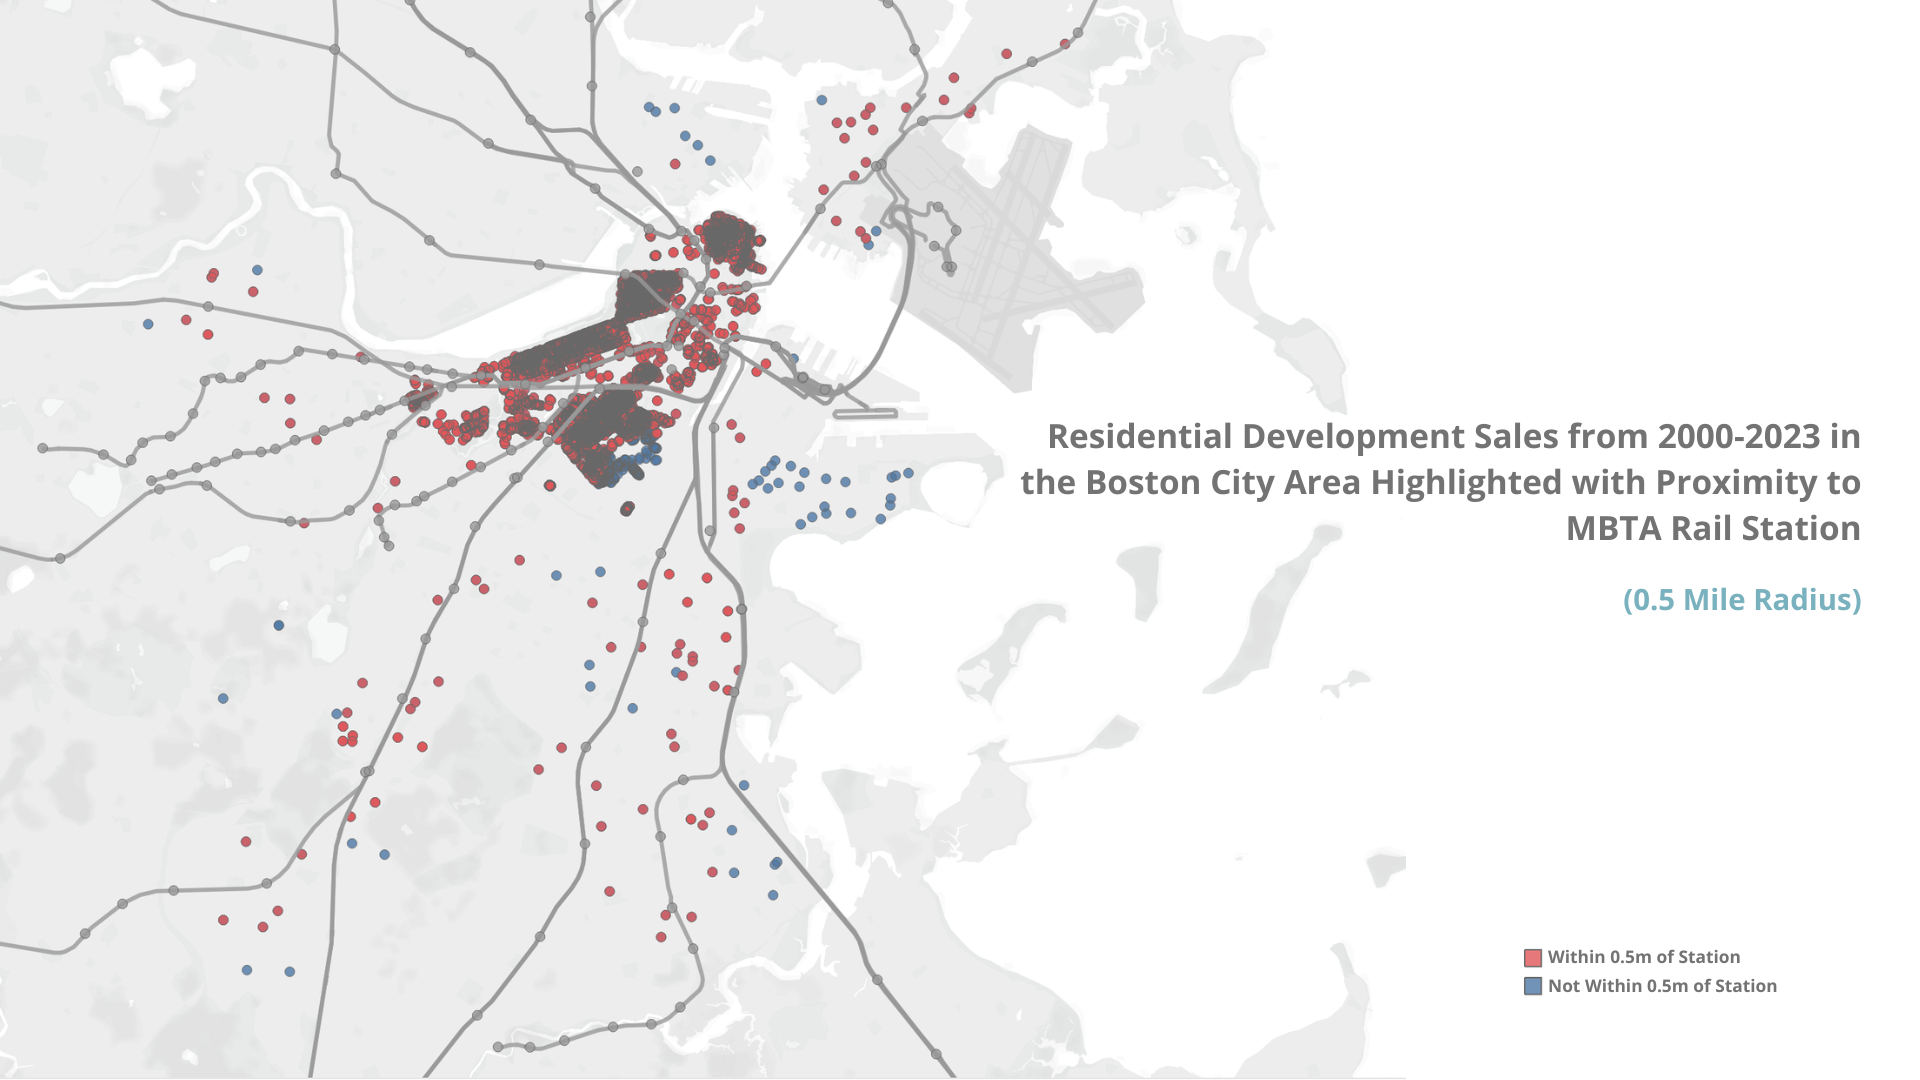 Residential Development Sales from 2000-2023 in
the Boston City Area Highlighted with Proximity to
MBTA Rail Station
(0.5 Mile Radius)
Within 0.5m of Station
Not Within 0.5m of Station